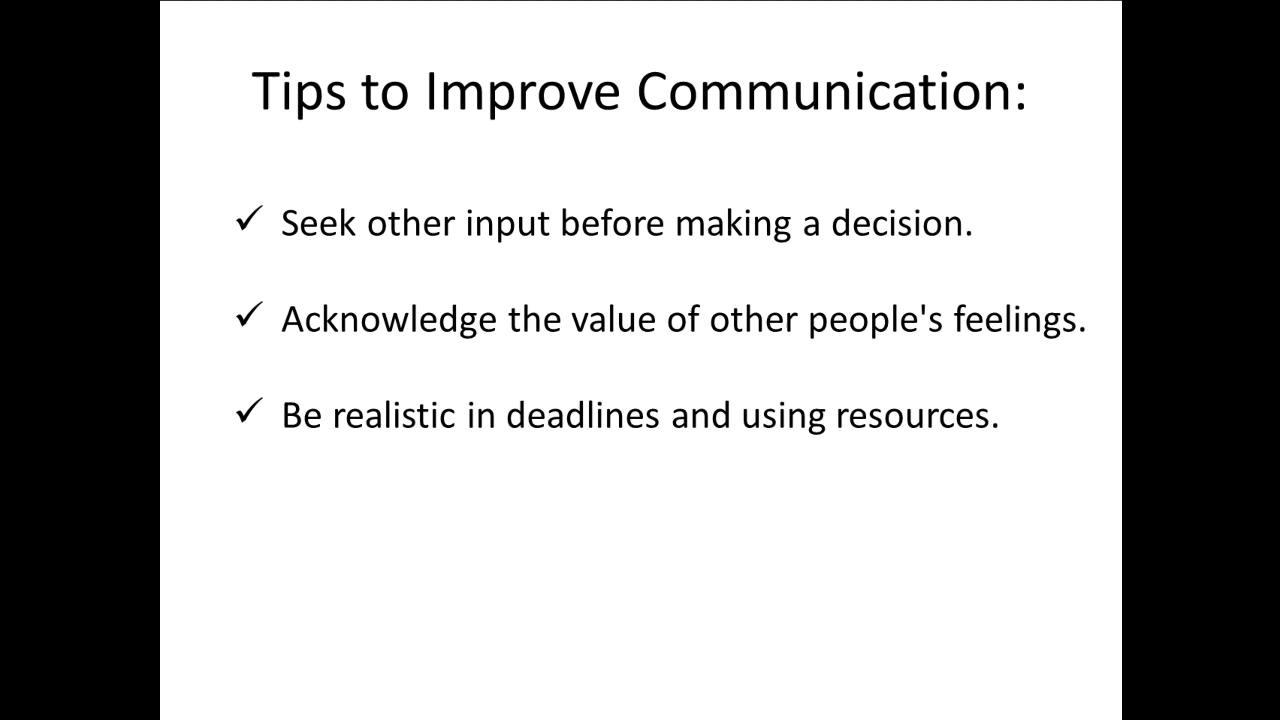 Tips to Improve Communication:
✓ Seek other input before making a decision.
✓ Acknowledge the value of other people's feelings.
✓ Be realistic in deadlines and using resources.